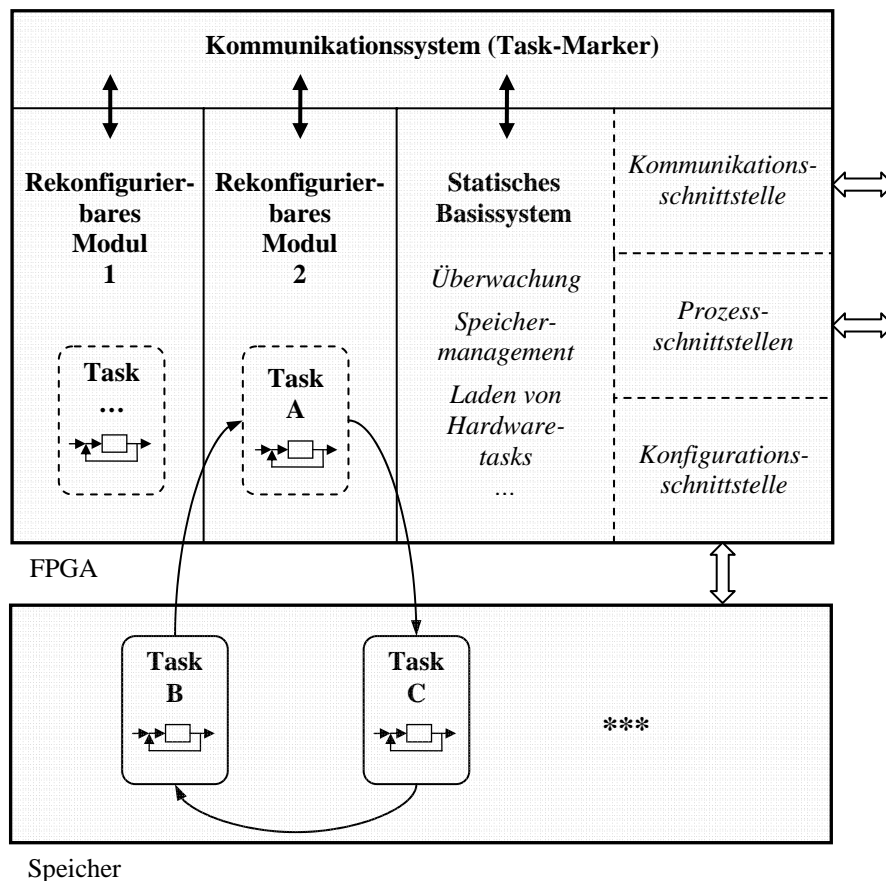 Kommunikationssystem (Task-Marker)
Rekonfigurier-
bares
Modul
1
Task
…
Rekonfigurier-
bares
Modul
2
Task
A
Statisches
Basissystem
Überwachung
Speicher-
management
Laden von
Hardware-
tasks
…
Kommunikations-
schnittstelle
Prozess-
schnittstellen
Konfigurations-
schnittstelle
FPGA
Task
B
Task
C
***
Speicher